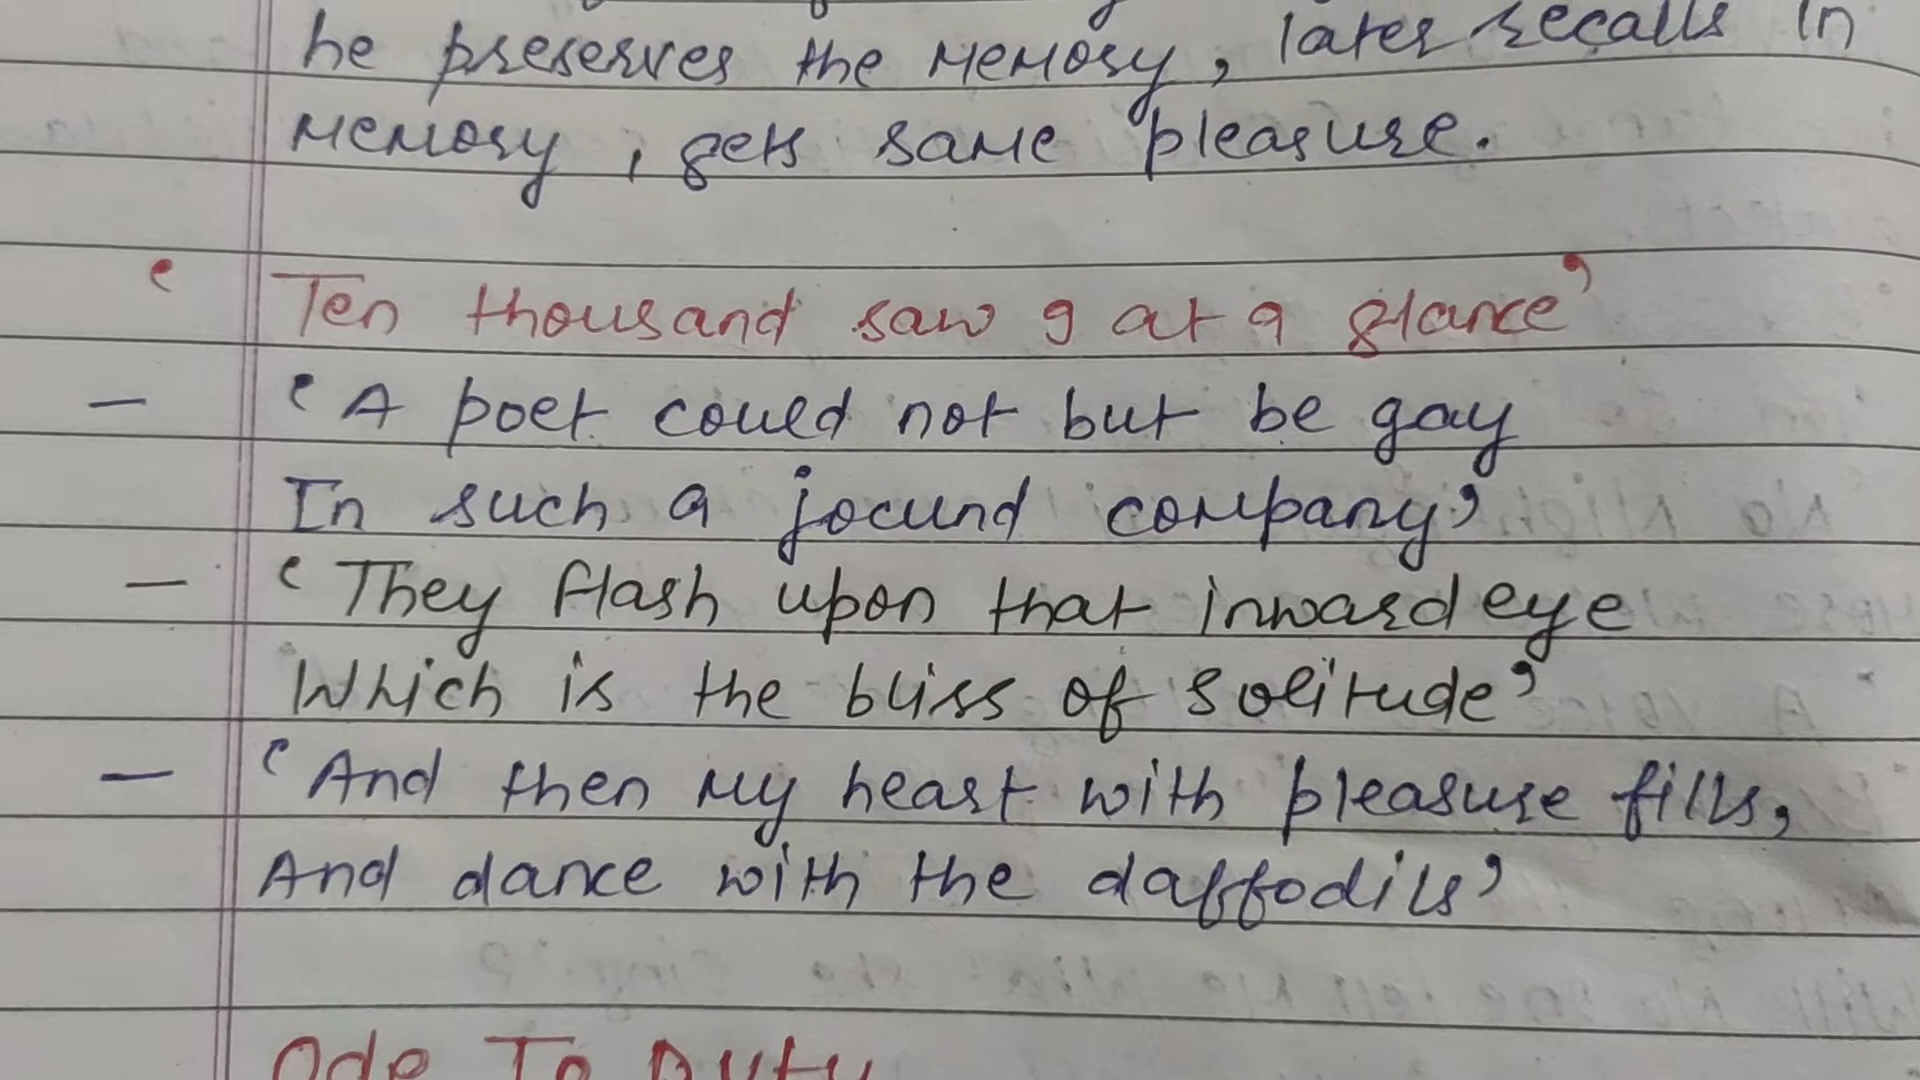 he preserves the memory, later recalls in
memory, gets same pleasure.
‘Ten thousand saw I at a glance’
— ‘A poet could not but be gay
In such a jocund company’
— ‘They flash upon that inward eye
Which is the bliss of solitude’
— ‘And then my heart with pleasure fills,
And dance with the daffodils’
Ode To Duty